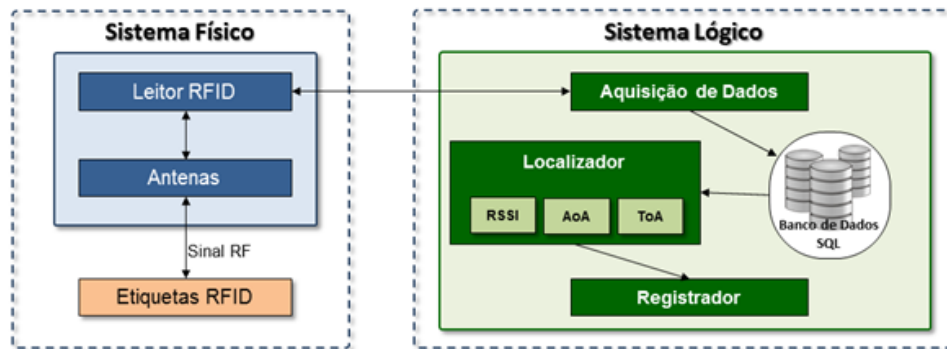 Sistema Físico
Leitor RFID
Antenas
Sinal RF
Etiquetas RFID
Sistema Lógico
Aquisição de Dados
Localizador
RSSI
AoA
ToA
Banco de Dados
SQL
Registrador